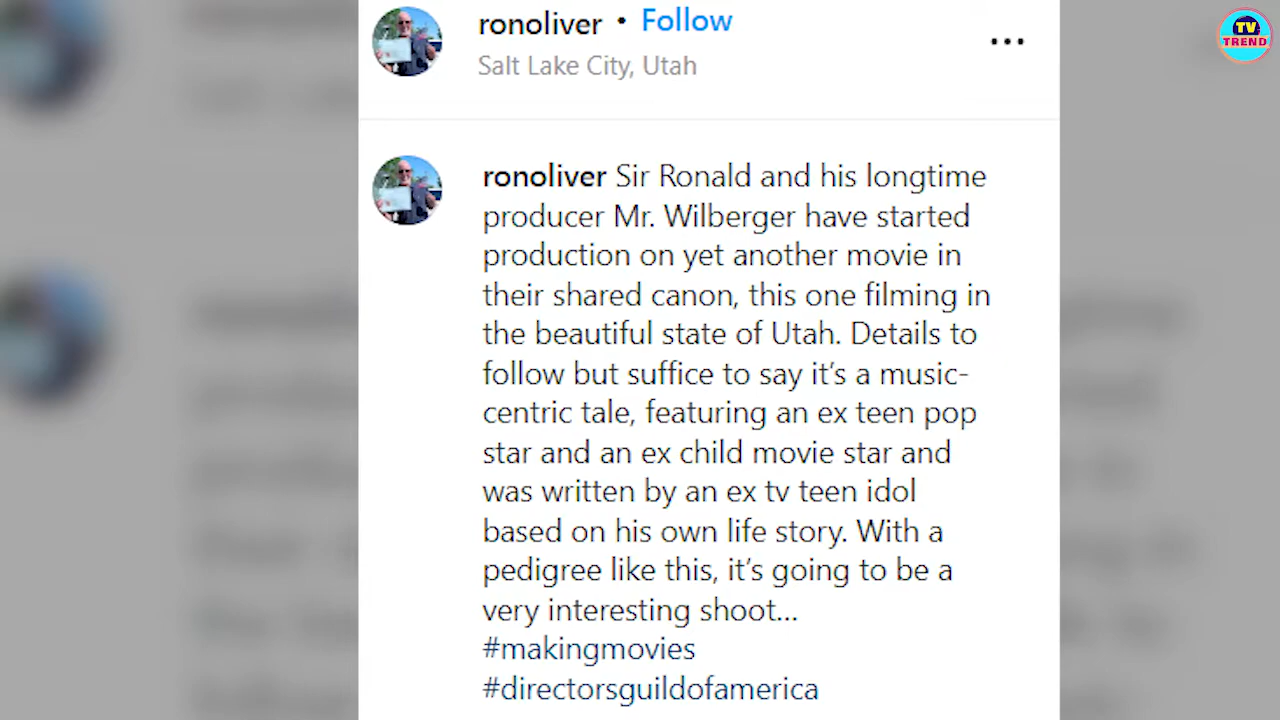 TV
TREND
ronoliver • Follow
Salt Lake City, Utah
ronoliver Sir Ronald and his longtime
producer Mr. Wilberger have started
production on yet another movie in
their shared canon, this one filming in
the beautiful state of Utah. Details to
follow but suffice to say it’s a music-
centric tale, featuring an ex teen pop
star and an ex child movie star and
was written by an ex tv teen idol
based on his own life story. With a
pedigree like this, it’s going to be a
very interesting shoot...
#makingmovies
#directorsguildofamerica